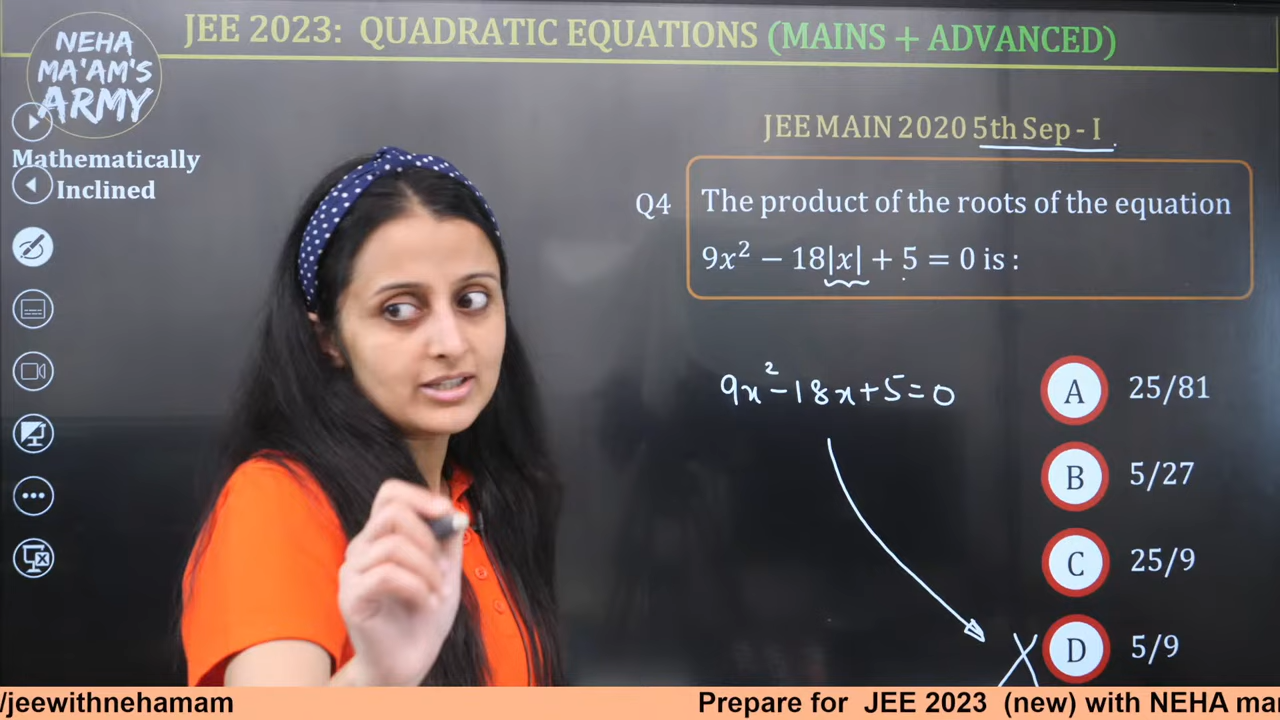 JEE 2023: QUADRATIC EQUATIONS (MAINS + ADVANCED)
NEHA
MA'AM'S
ARMY
Mathematically
Inclined
JEE MAIN 2020 5th Sep - I
Q4 The product of the roots of the equation
9x² − 18|x| + 5 = 0 is :
9x²-18x+5=0
A 25/81
B 5/27
C 25/9
D 5/9
/jeewithnehamam
Prepare for JEE 2023 (new) with NEHA